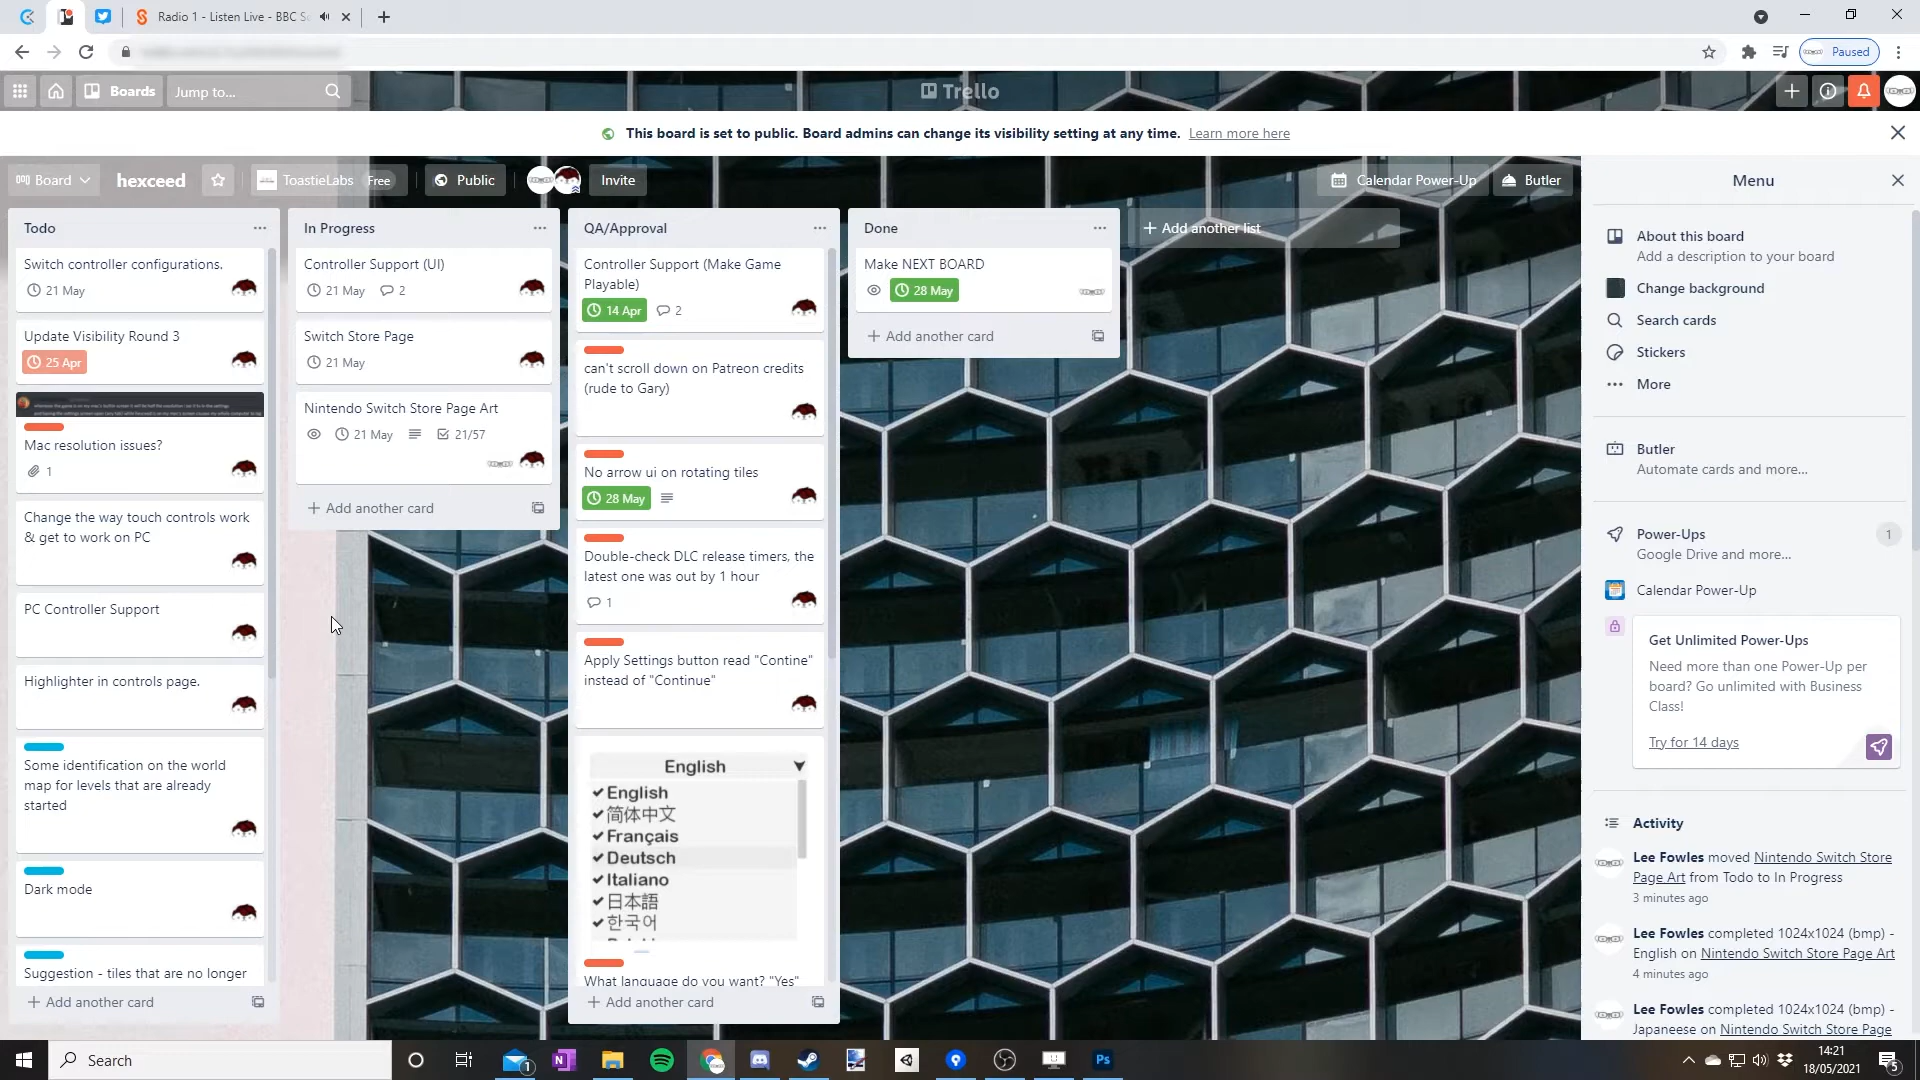 Radio 1 - Listen Live - BBC S
Paused
Boards
Jump to...
Trello
This board is set to public. Board admins can change its visibility setting at any time. Learn more here
Board
hexceed
ToastieLabs Free
Public
Invite
Calendar Power-Up
Butler
Menu
Todo
Switch controller configurations.
21 May
Update Visibility Round 3
25 Apr
Mac resolution issues?
1
Change the way touch controls work
& get to work on PC
PC Controller Support
Highlighter in controls page.
Some identification on the world
map for levels that are already
started
Dark mode
Suggestion - tiles that are no longer
Add another card
In Progress
Controller Support (UI)
21 May 2
Switch Store Page
21 May
Nintendo Switch Store Page Art
21 May 21/57
Add another card
QA/Approval
Controller Support (Make Game
Playable)
14 Apr 2
can't scroll down on Patreon credits
(rude to Gary)
No arrow ui on rotating tiles
28 May
Double-check DLC release timers, the
latest one was out by 1 hour
1
Apply Settings button read "Contine"
instead of "Continue"
English
English
简体中文
Français
Deutsch
Italiano
日本語
한국어
What language do you want? "Yes"
Add another card
Done
Make NEXT BOARD
28 May
Add another card
Add another list
About this board
Add a description to your board
Change background
Search cards
Stickers
More
Butler
Automate cards and more...
Power-Ups 1
Google Drive and more...
Calendar Power-Up
Get Unlimited Power-Ups
Need more than one Power-Up per
board? Go unlimited with Business
Class!
Try for 14 days
Activity
Lee Fowles moved Nintendo Switch Store
Page Art from Todo to In Progress
3 minutes ago
Lee Fowles completed 1024x1024 (bmp) -
English on Nintendo Switch Store Page Art
4 minutes ago
Lee Fowles completed 1024x1024 (bmp) -
Japaneese on Nintendo Switch Store Page
Search
1
N
Ps
14:21
18/05/2021
5